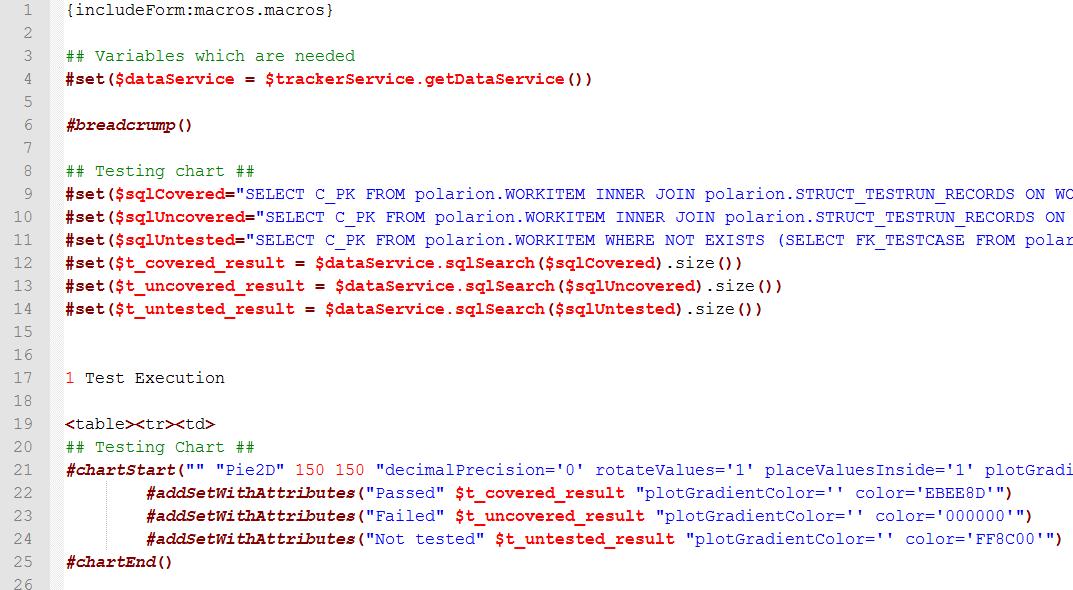 1 {includeForm:macros.macros}
2
3 ## Variables which are needed
4 #set($dataService = $trackerService.getDataService())
5
6 #breadcrump()
7
8 ## Testing chart ##
9 #set($sqlCovered="SELECT C_PK FROM polarion.WORKITEM INNER JOIN polarion.STRUCT_TESTRUN_RECORDS ON WO
10 #set($sqlUncovered="SELECT C_PK FROM polarion.WORKITEM INNER JOIN polarion.STRUCT_TESTRUN_RECORDS ON
11 #set($sqlUntested="SELECT C_PK FROM polarion.WORKITEM WHERE NOT EXISTS (SELECT FK_TESTCASE FROM polar
12 #set($t_covered_result = $dataService.sqlSearch($sqlCovered).size())
13 #set($t_uncovered_result = $dataService.sqlSearch($sqlUncovered).size())
14 #set($t_untested_result = $dataService.sqlSearch($sqlUntested).size())
15
16
17 1 Test Execution
18
19 <table><tr><td>
20 ## Testing Chart ##
21 #chartStart("" "Pie2D" 150 150 "decimalPrecision='0' rotateValues='1' placeValuesInside='1' plotGradi
22 #addSetWithAttributes("Passed" $t_covered_result "plotGradientColor='' color='EBEE8D'")
23 #addSetWithAttributes("Failed" $t_uncovered_result "plotGradientColor='' color='000000'")
24 #addSetWithAttributes("Not tested" $t_untested_result "plotGradientColor='' color='FF8C00'")
25 #chartEnd()
26